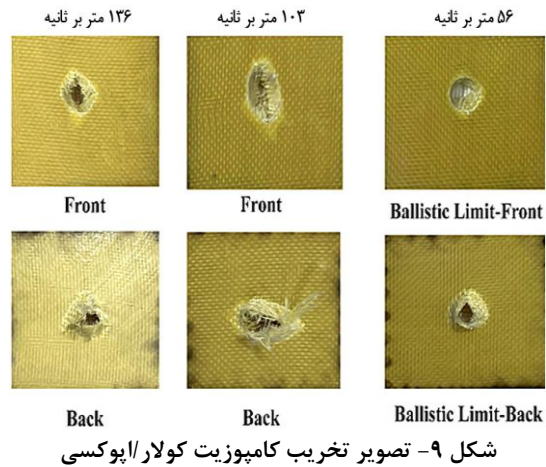 ۵۶ متر بر ثانیه
۱۰۳ متر بر ثانیه
۱۳۶ متر بر ثانیه
Front
Front
Ballistic Limit-Front
Back
Back
Ballistic Limit-Back
شکل ۹- تصویر تخریب کامپوزیت کولار/اپوکسی